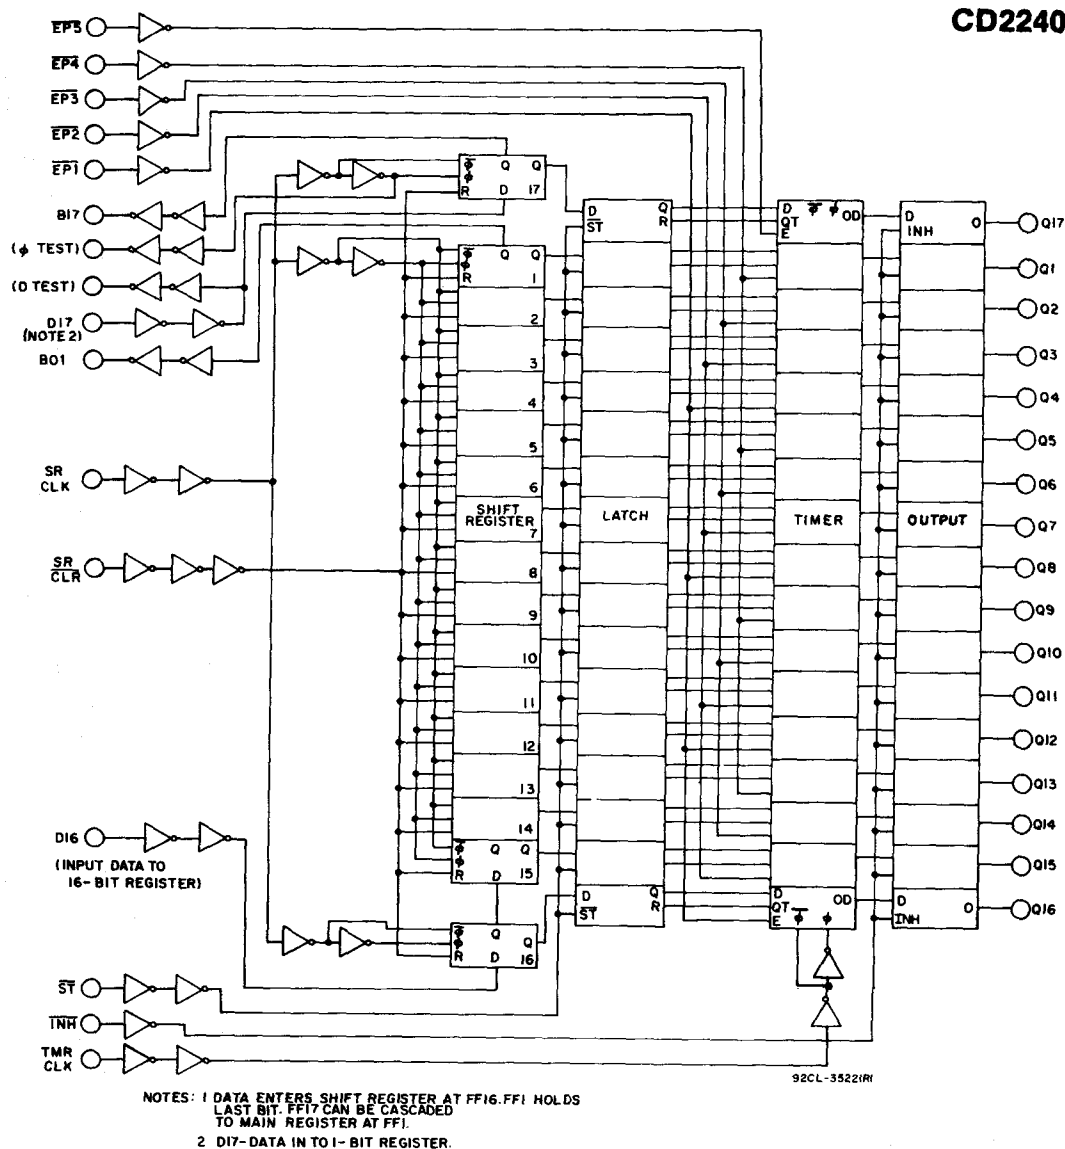 CD2240
EP5
EP4
EP3
EP2
EP1
B17
(ϕ TEST)
(D TEST)
D17
(NOTE 2)
BO1
SR
CLK
SR
CLR
D16
(INPUT DATA TO
16-BIT REGISTER)
ST
INH
TMR
CLK
ϕ Q Q
ϕ
R D 17
ϕ Q Q
ϕ
R 1
2
3
4
5
6
SHIFT
REGISTER
7
8
9
10
11
12
13
14
ϕ Q Q
ϕ
R D 15
ϕ Q
ϕ Q
R D 16
D Q
ST R
LATCH
D Q
ST R
D ϕ ϕ OD
QT
E
TIMER
D OD
QT ϕ ϕ
E
D O
INH
OUTPUT
D O
INH
Q17
Q1
Q2
Q3
Q4
Q5
Q6
Q7
Q8
Q9
Q10
Q11
Q12
Q13
Q14
Q15
Q16
92CL-35221R1
NOTES: 1 DATA ENTERS SHIFT REGISTER AT FF16. FF1 HOLDS
LAST BIT. FF17 CAN BE CASCADED
TO MAIN REGISTER AT FF1.
2 D17-DATA IN TO 1-BIT REGISTER.